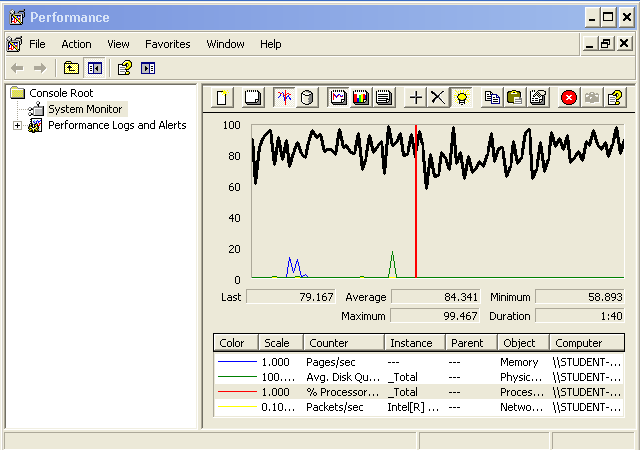 Performance
File Action View Favorites Window Help
Console Root
System Monitor
Performance Logs and Alerts
100
80
60
40
20
0
Last 79.167 Average 84.341 Minimum 58.893
Maximum 99.467 Duration 1:40
Color Scale Counter Instance Parent Object Computer
1.000 Pages/sec --- --- Memory \\STUDENT-...
100.... Avg. Disk Qu... _Total --- Physic... \\STUDENT-...
1.000 % Processor... _Total --- Proces... \\STUDENT-...
0.10... Packets/sec Intel[R] ... --- Netwo... \\STUDENT-...